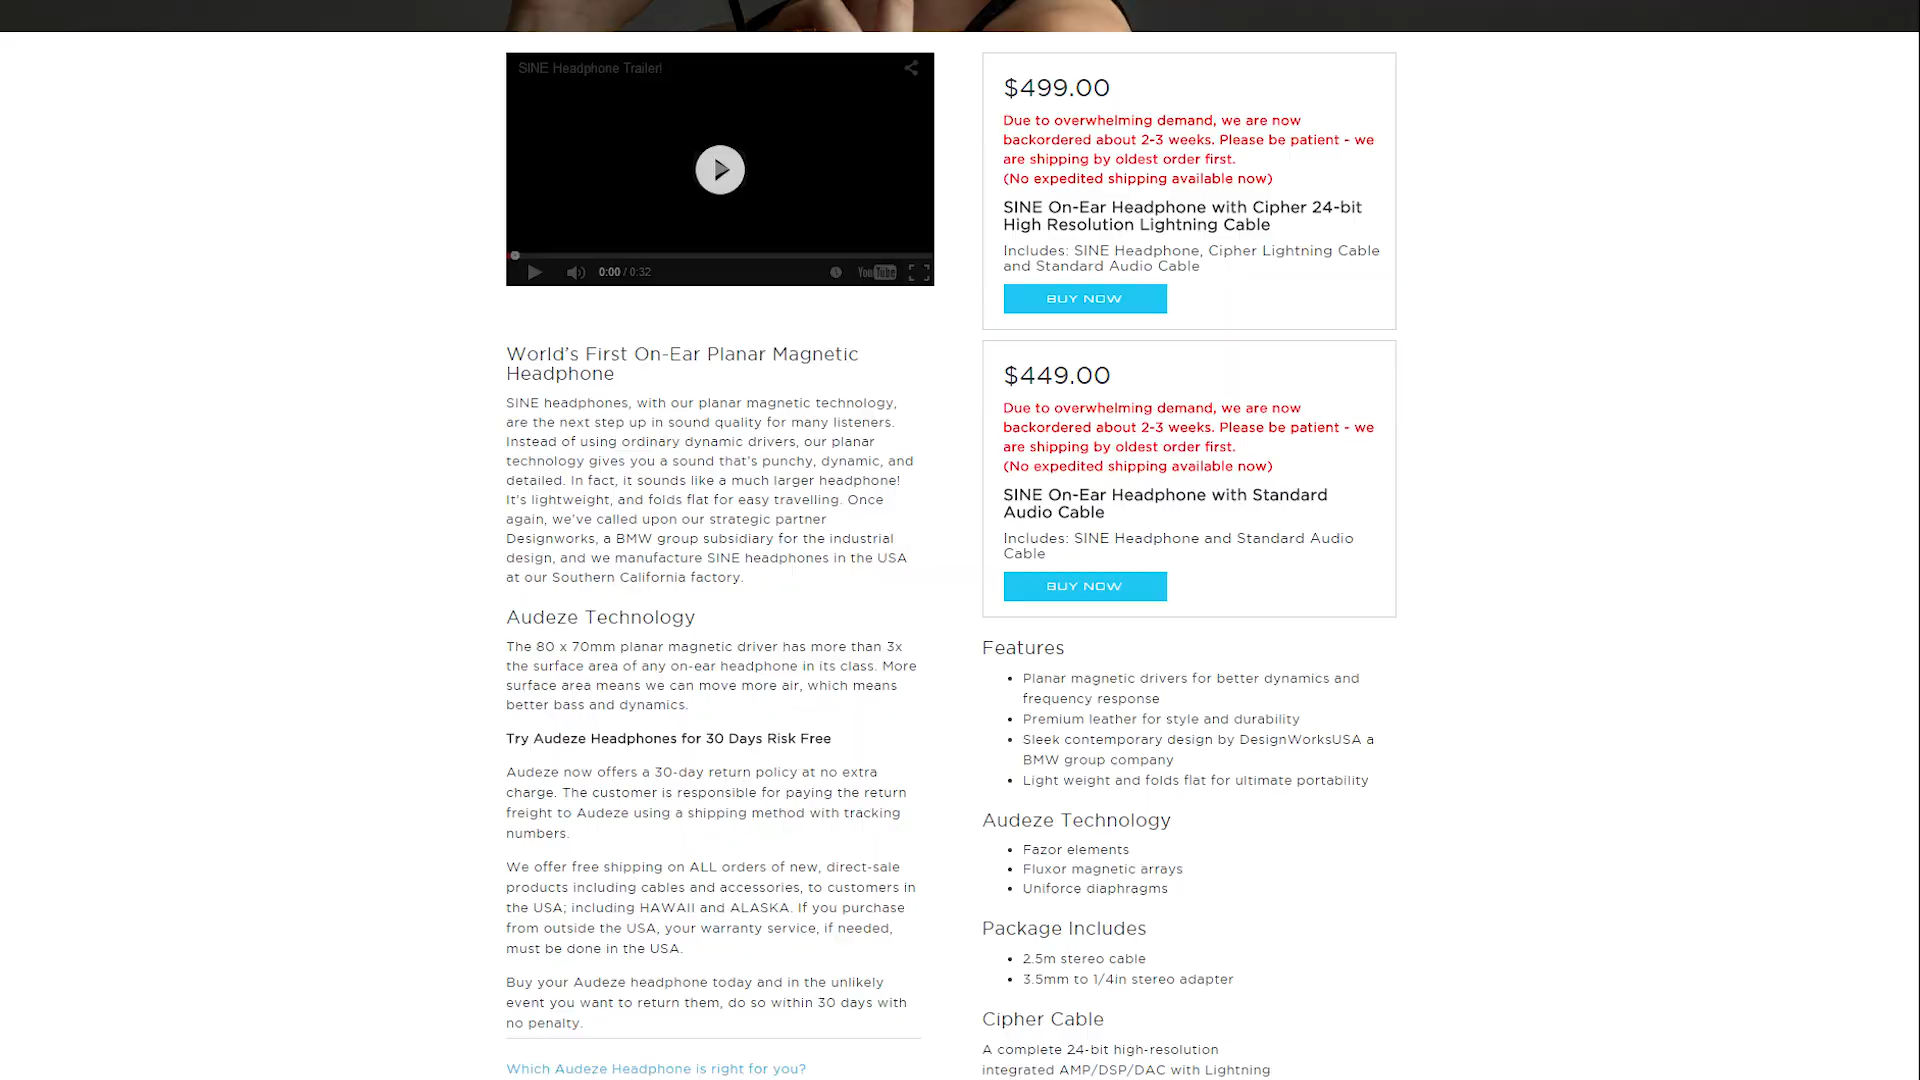 SINE Headphone Trailer!
0:00 / 0:32
YouTube
World's First On-Ear Planar Magnetic
Headphone
SINE headphones, with our planar magnetic technology,
are the next step up in sound quality for many listeners.
Instead of using ordinary dynamic drivers, our planar
technology gives you a sound that's punchy, dynamic, and
detailed. In fact, it sounds like a much larger headphone!
It's lightweight, and folds flat for easy travelling. Once
again, we've called upon our strategic partner
Designworks, a BMW group subsidiary for the industrial
design, and we manufacture SINE headphones in the USA
at our Southern California factory.
Audeze Technology
The 80 x 70mm planar magnetic driver has more than 3x
the surface area of any on-ear headphone in its class. More
surface area means we can move more air, which means
better bass and dynamics.
Try Audeze Headphones for 30 Days Risk Free
Audeze now offers a 30-day return policy at no extra
charge. The customer is responsible for paying the return
freight to Audeze using a shipping method with tracking
numbers.
We offer free shipping on ALL orders of new, direct-sale
products including cables and accessories, to customers in
the USA; including HAWAII and ALASKA. If you purchase
from outside the USA, your warranty service, if needed,
must be done in the USA.
Buy your Audeze headphone today and in the unlikely
event you want to return them, do so within 30 days with
no penalty.
Which Audeze Headphone is right for you?
$499.00
Due to overwhelming demand, we are now
backordered about 2-3 weeks. Please be patient - we
are shipping by oldest order first.
(No expedited shipping available now)
SINE On-Ear Headphone with Cipher 24-bit
High Resolution Lightning Cable
Includes: SINE Headphone, Cipher Lightning Cable
and Standard Audio Cable
BUY NOW
$449.00
Due to overwhelming demand, we are now
backordered about 2-3 weeks. Please be patient - we
are shipping by oldest order first.
(No expedited shipping available now)
SINE On-Ear Headphone with Standard
Audio Cable
Includes: SINE Headphone and Standard Audio
Cable
BUY NOW
Features
• Planar magnetic drivers for better dynamics and
frequency response
• Premium leather for style and durability
• Sleek contemporary design by DesignWorksUSA a
BMW group company
• Light weight and folds flat for ultimate portability
Audeze Technology
• Fazor elements
• Fluxor magnetic arrays
• Uniforce diaphragms
Package Includes
• 2.5m stereo cable
• 3.5mm to 1/4in stereo adapter
Cipher Cable
A complete 24-bit high-resolution
integrated AMP/DSP/DAC with Lightning